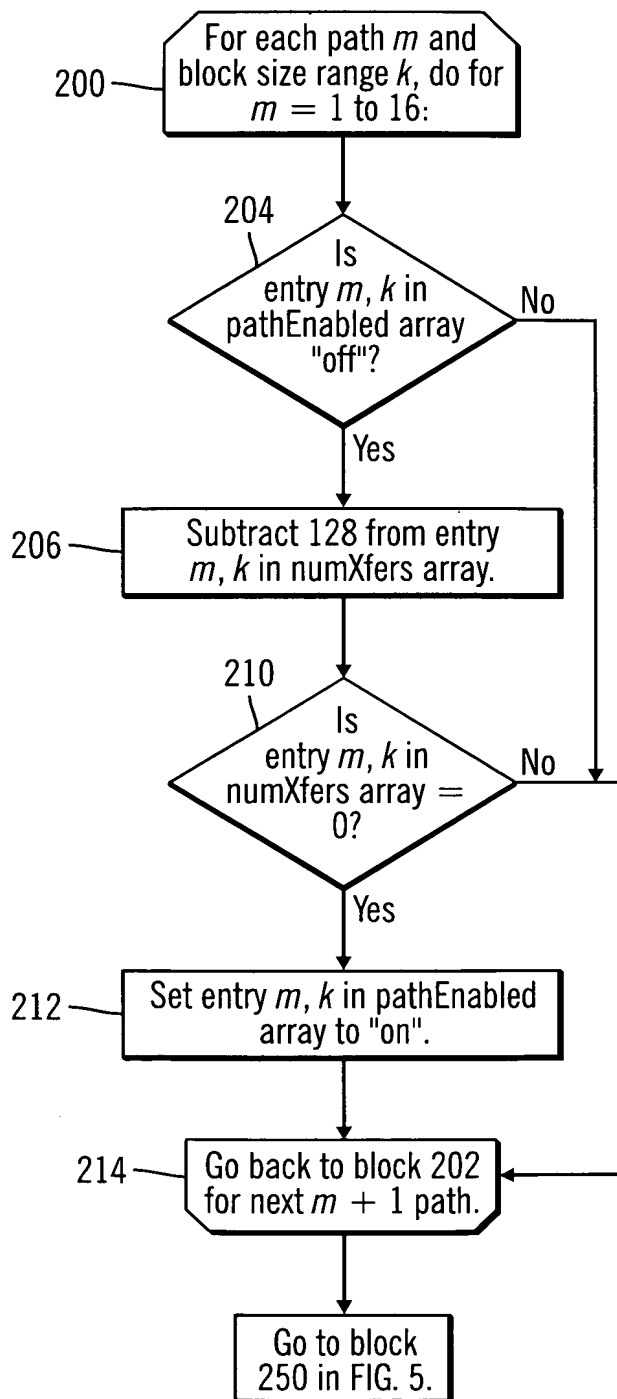 For each path m and
block size range k, do for
m = 1 to 16:
200
204
Is
entry m, k in
pathEnabled array
"off"?
No
Yes
206
Subtract 128 from entry
m, k in numXfers array.
210
Is
entry m, k in
numXfers array =
0?
No
Yes
212
Set entry m, k in pathEnabled
array to "on".
214
Go back to block 202
for next m + 1 path.
Go to block
250 in FIG. 5.